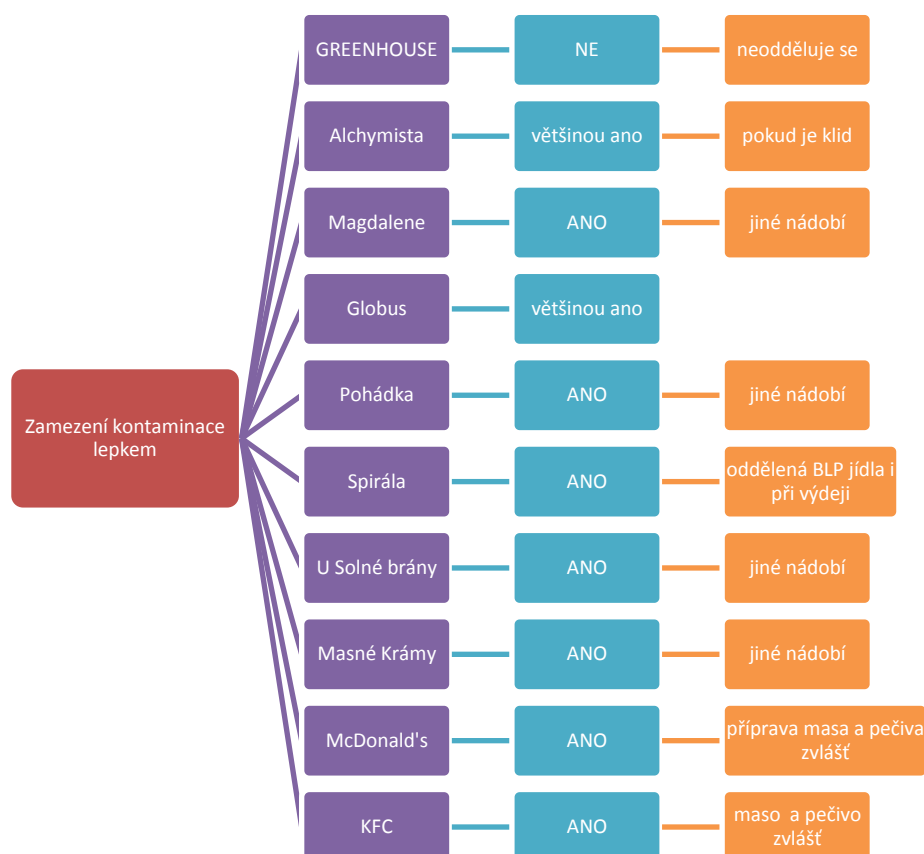 GREENHOUSE NE neodděluje se
Alchymista většinou ano pokud je klid
Magdalene ANO jiné nádobí
Globus většinou ano
Pohádka ANO jiné nádobí
Zamezení kontaminace
lepkem
Spirála ANO oddělená BLP jídla i
při výdeji
U Solné brány ANO jiné nádobí
Masné Krámy ANO jiné nádobí
McDonald's ANO příprava masa a pečiva
zvlášť
KFC ANO maso a pečivo
zvlášť